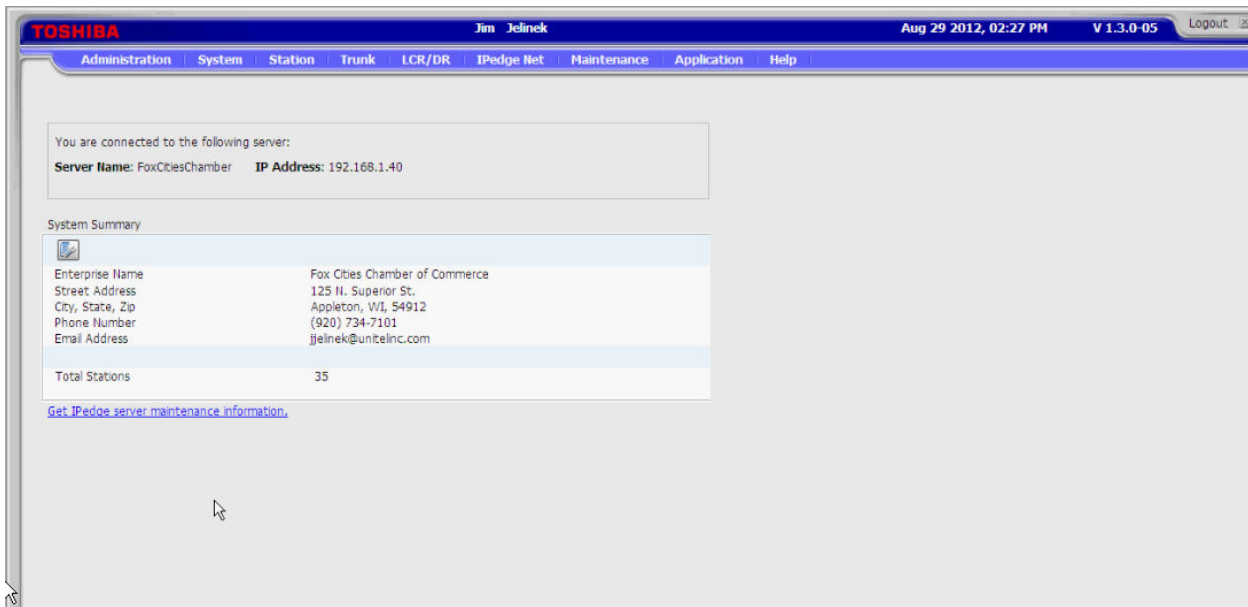 TOSHIBA Jim Jelinek Aug 29 2012, 02:27 PM V 1.3.0-05 Logout
Administration System Station Trunk LCR/DR IPedge Net Maintenance Application Help
You are connected to the following server:
Server Name: FoxCitiesChamber IP Address: 192.168.1.40
System Summary
Enterprise Name Fox Cities Chamber of Commerce
Street Address 125 N. Superior St.
City, State, Zip Appleton, WI, 54912
Phone Number (920) 734-7101
Email Address jjelinek@unitelinc.com
Total Stations 35
Get IPedge server maintenance information.